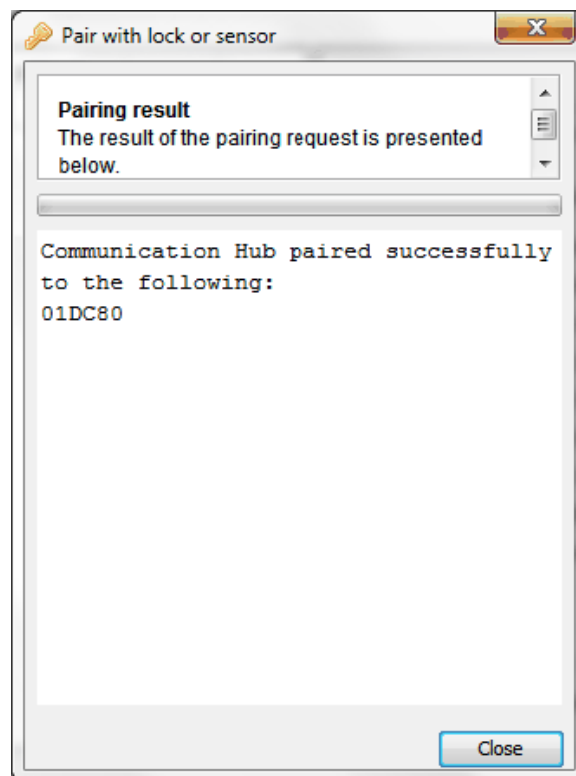 Pair with lock or sensor
Pairing result
The result of the pairing request is presented
below.
Communication Hub paired successfully
to the following:
01DC80
Close